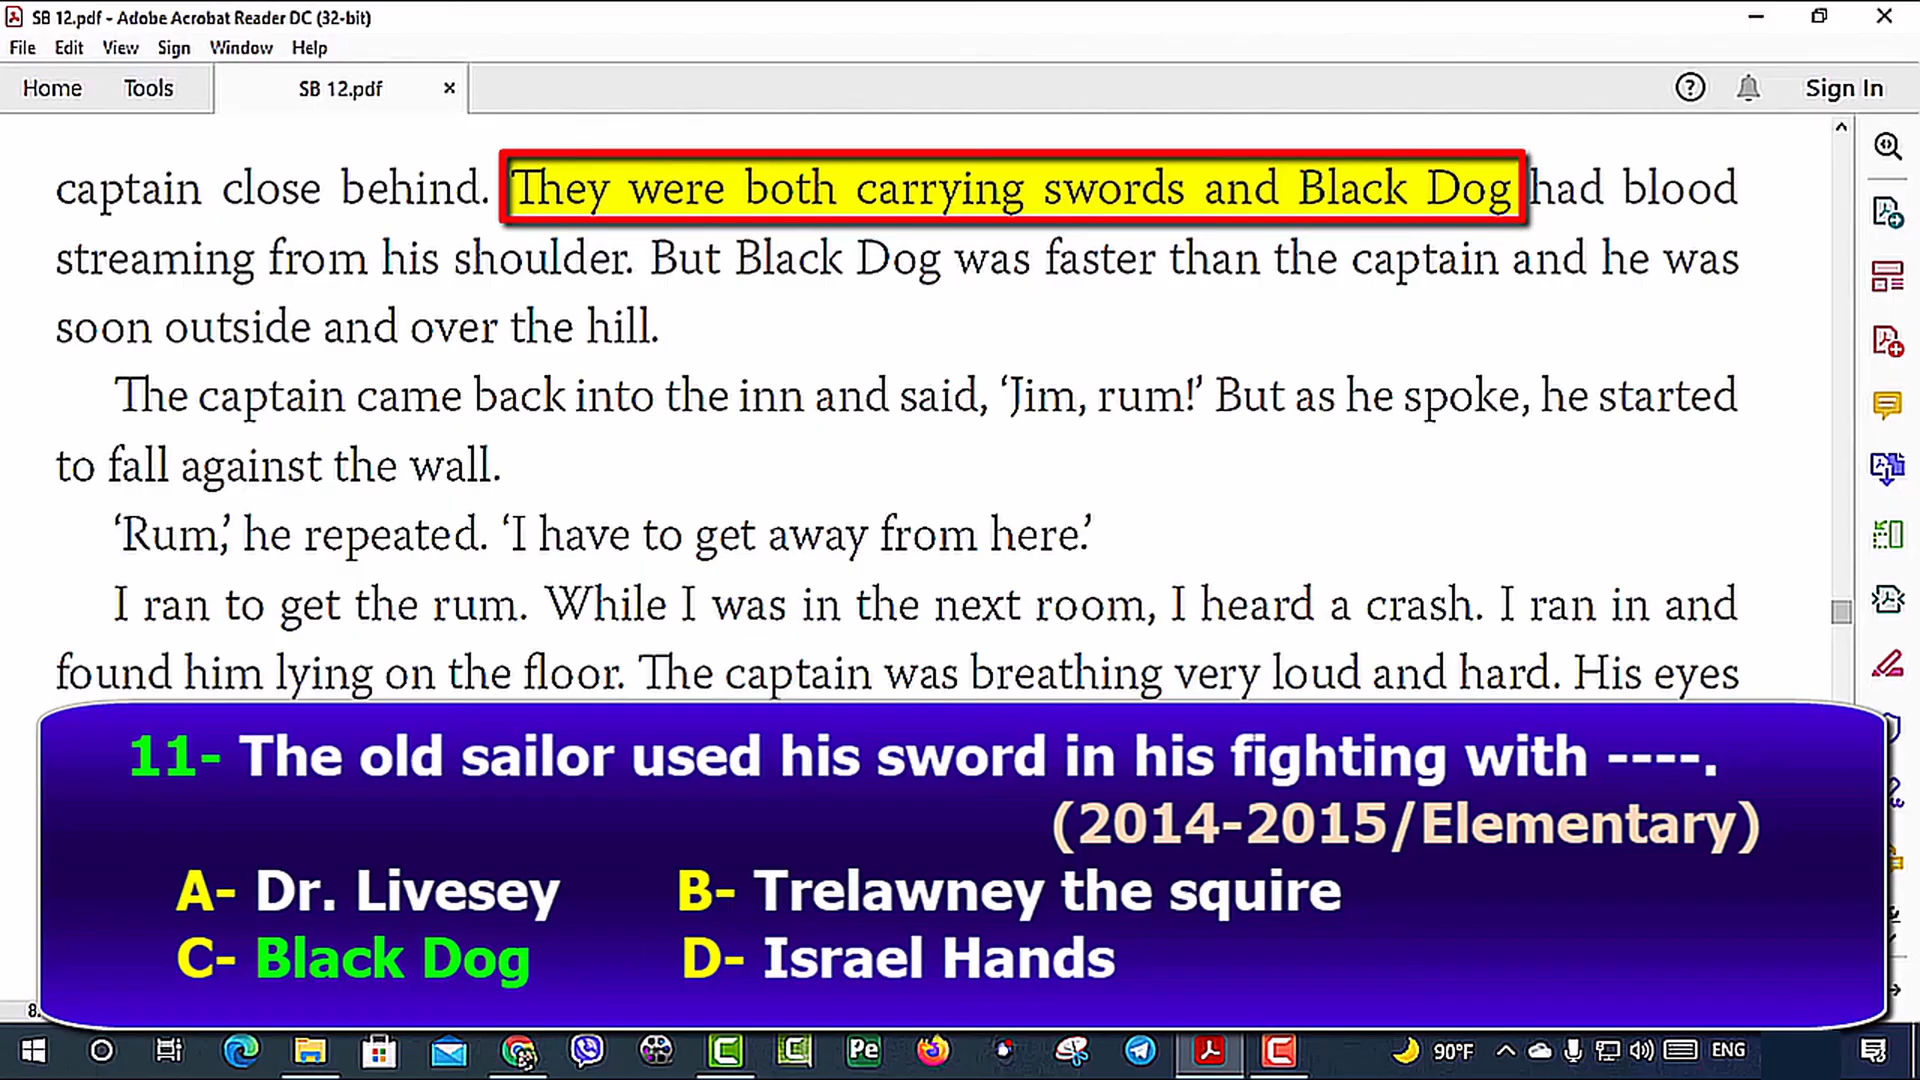 SB 12.pdf - Adobe Acrobat Reader DC (32-bit)
File Edit View Sign Window Help
Home Tools SB 12.pdf × Sign In
captain close behind. They were both carrying swords and Black Dog had blood
streaming from his shoulder. But Black Dog was faster than the captain and he was
soon outside and over the hill.
The captain came back into the inn and said, ‘Jim, rum!’ But as he spoke, he started
to fall against the wall.
‘Rum,’ he repeated. ‘I have to get away from here.’
I ran to get the rum. While I was in the next room, I heard a crash. I ran in and
found him lying on the floor. The captain was breathing very loud and hard. His eyes
11- The old sailor used his sword in his fighting with ----.
(2014-2015/Elementary)
A- Dr. Livesey B- Trelawney the squire
C- Black Dog D- Israel Hands
Pe 90°F ENG